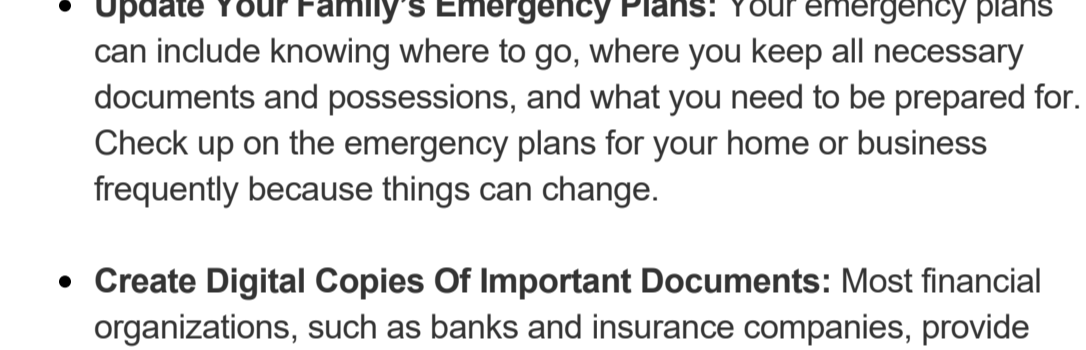 Update Your Family's Emergency Plans: Your emergency plans
can include knowing where to go, where you keep all necessary
documents and possessions, and what you need to be prepared for.
Check up on the emergency plans for your home or business
frequently because things can change.
Create Digital Copies Of Important Documents: Most financial
organizations, such as banks and insurance companies, provide